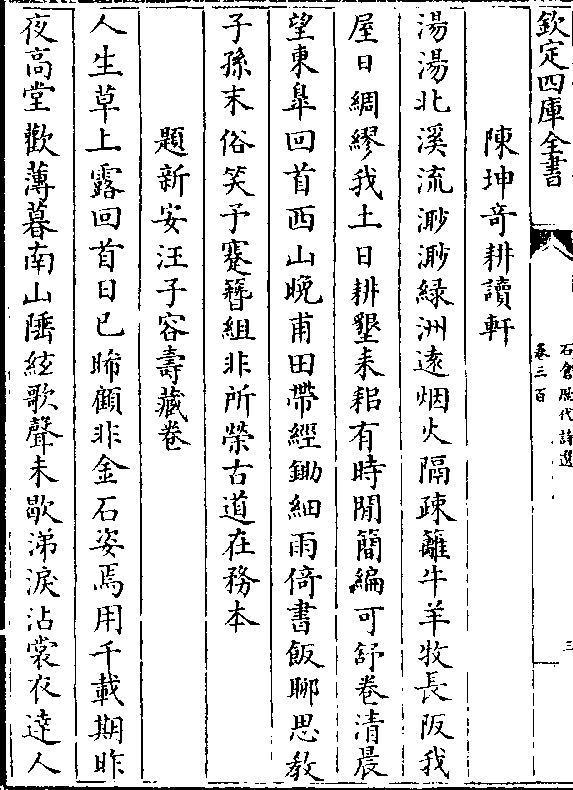 欽定四庫全書
石倉歷代詩選
卷三百
三
陳坤奇耕讀軒
湯湯北溪流渺渺綠洲逺烟火隔疎籬牛羊牧長阪我
屋日綢繆我土日耕墾耒耜有時閒簡編可舒卷清晨
望東臯回首西山晚甫田帶經鋤細雨倚書飯聊思教
子孫末俗笑予蹇簮組非所榮古道在務本
題新安汪子容壽藏卷
人生草上露回首日已晞顧非金石姿焉用千載期昨
夜高堂歡薄暮南山陲絃歌聲未歇涕淚沾裳衣達人